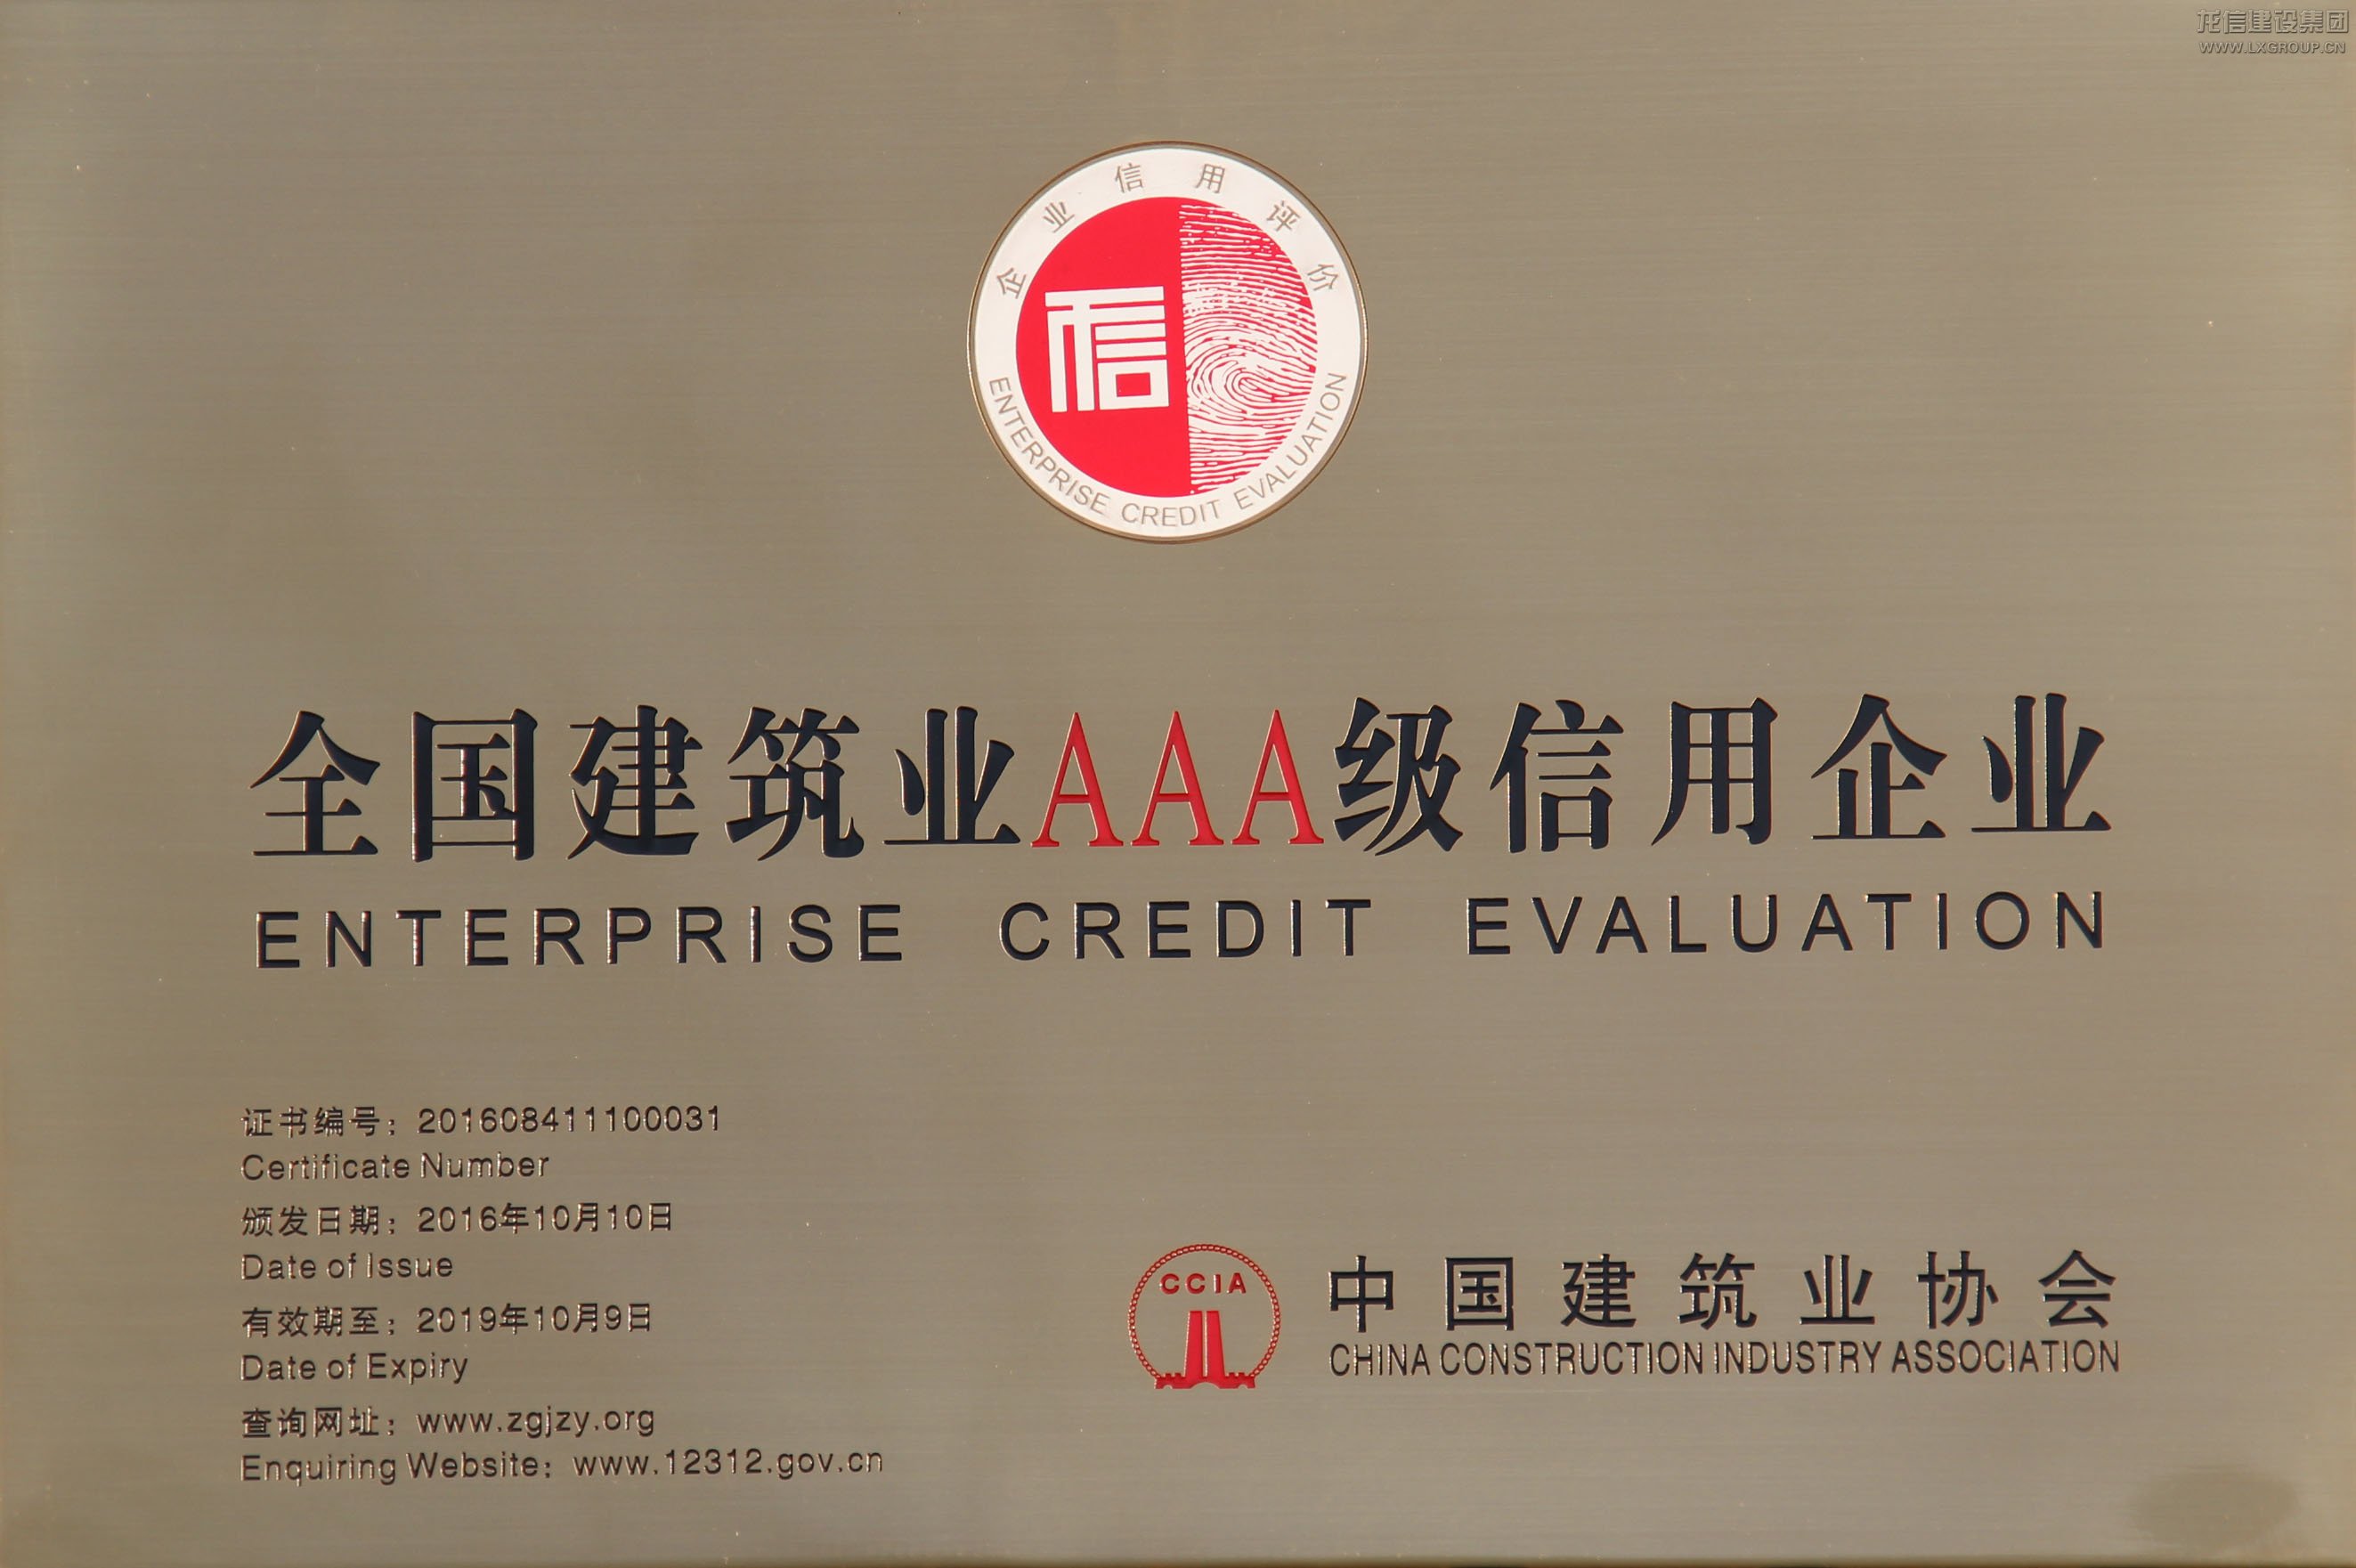 龙信建设集团
WWW.LXGROUP.CN
企业信用评价
信
ENTERPRISE CREDIT EVALUATION
全国建筑业AAA级信用企业
ENTERPRISE CREDIT EVALUATION
证书编号：201608411100031
Certificate Number
颁发日期：2016年10月10日
Date of Issue
有效期至：2019年10月9日
Date of Expiry
查询网址：www.zgjzy.org
Enquiring Website：www.12312.gov.cn
CCIA
中国建筑业协会
CHINA CONSTRUCTION INDUSTRY ASSOCIATION